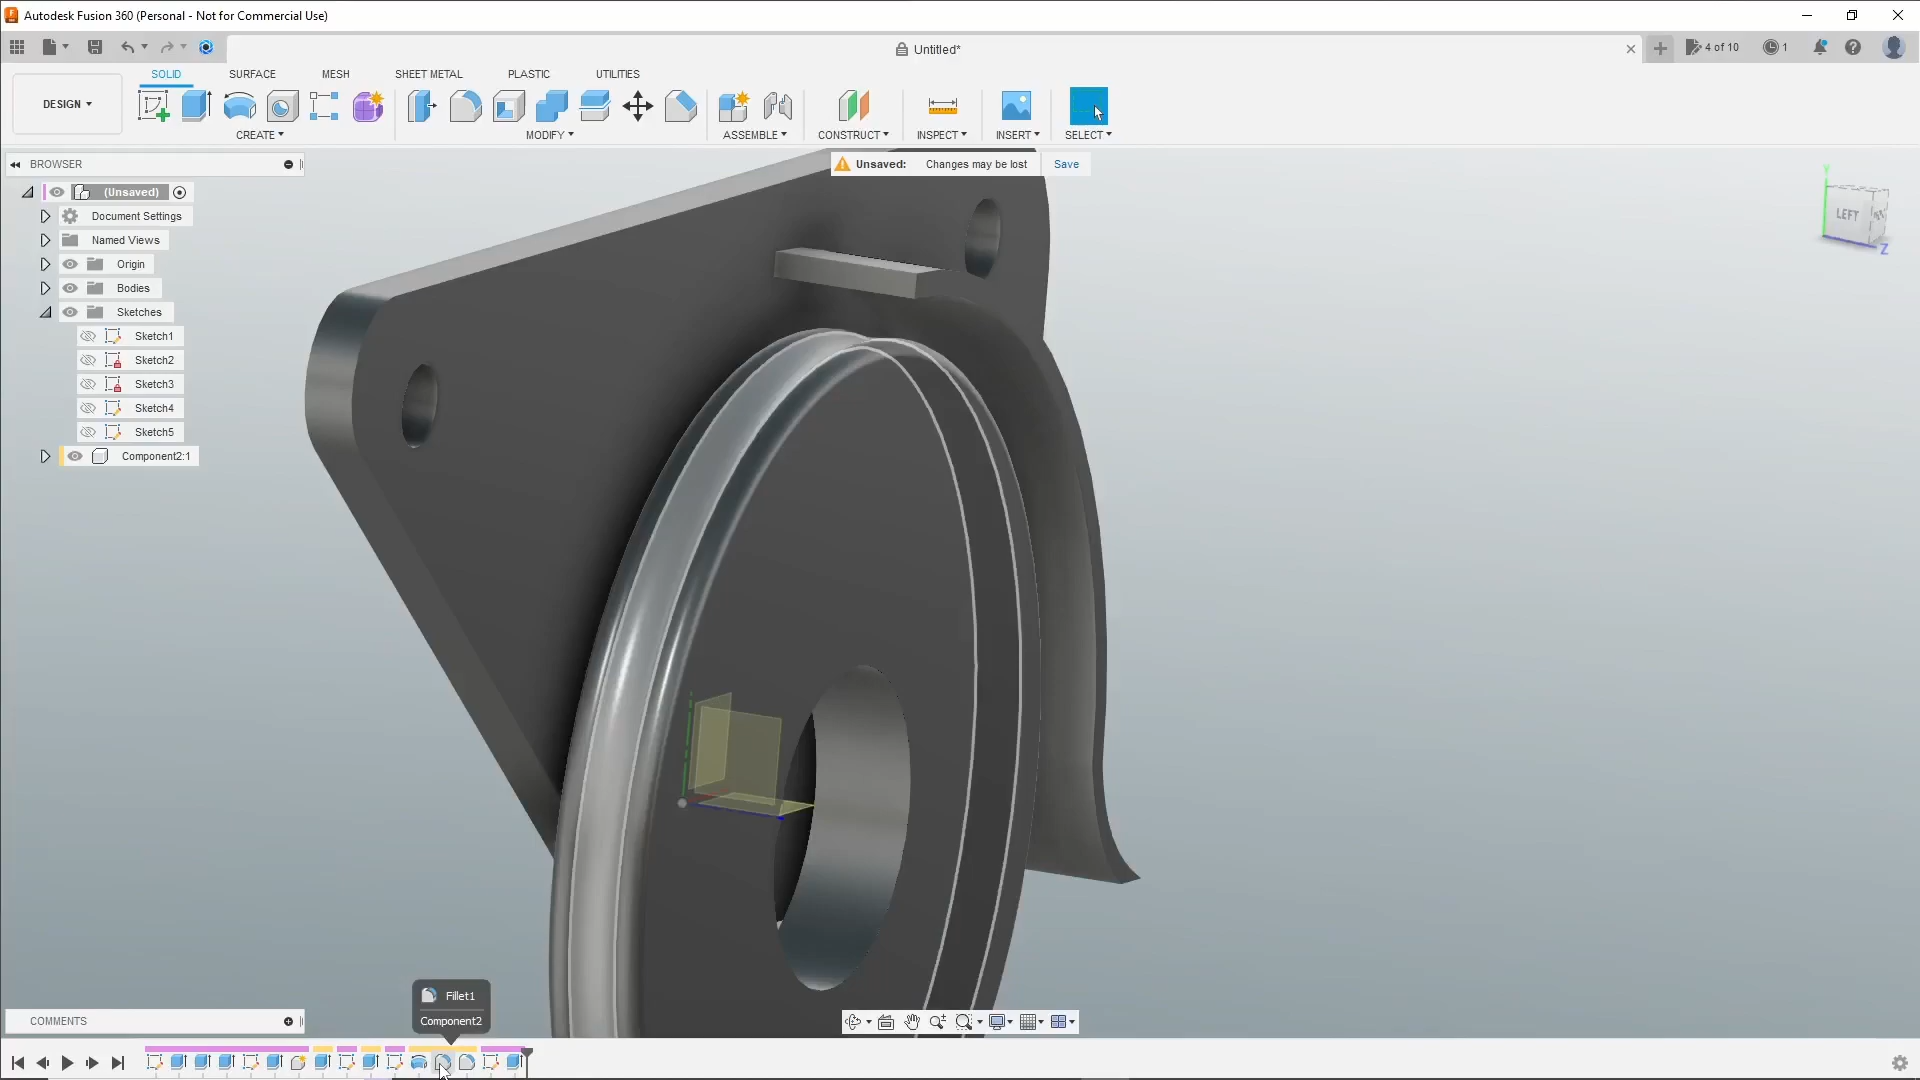 Autodesk Fusion 360 (Personal - Not for Commercial Use)
Untitled*
4 of 10
1
DESIGN
SOLID
SURFACE
MESH
SHEET METAL
PLASTIC
UTILITIES
CREATE
MODIFY
ASSEMBLE
CONSTRUCT
INSPECT
INSERT
SELECT
BROWSER
Unsaved: Changes may be lost Save
(Unsaved)
Document Settings
Named Views
Origin
Bodies
Sketches
Sketch1
Sketch2
Sketch3
Sketch4
Sketch5
Component2:1
Y
LEFT
Z
Fillet1
Component2
COMMENTS